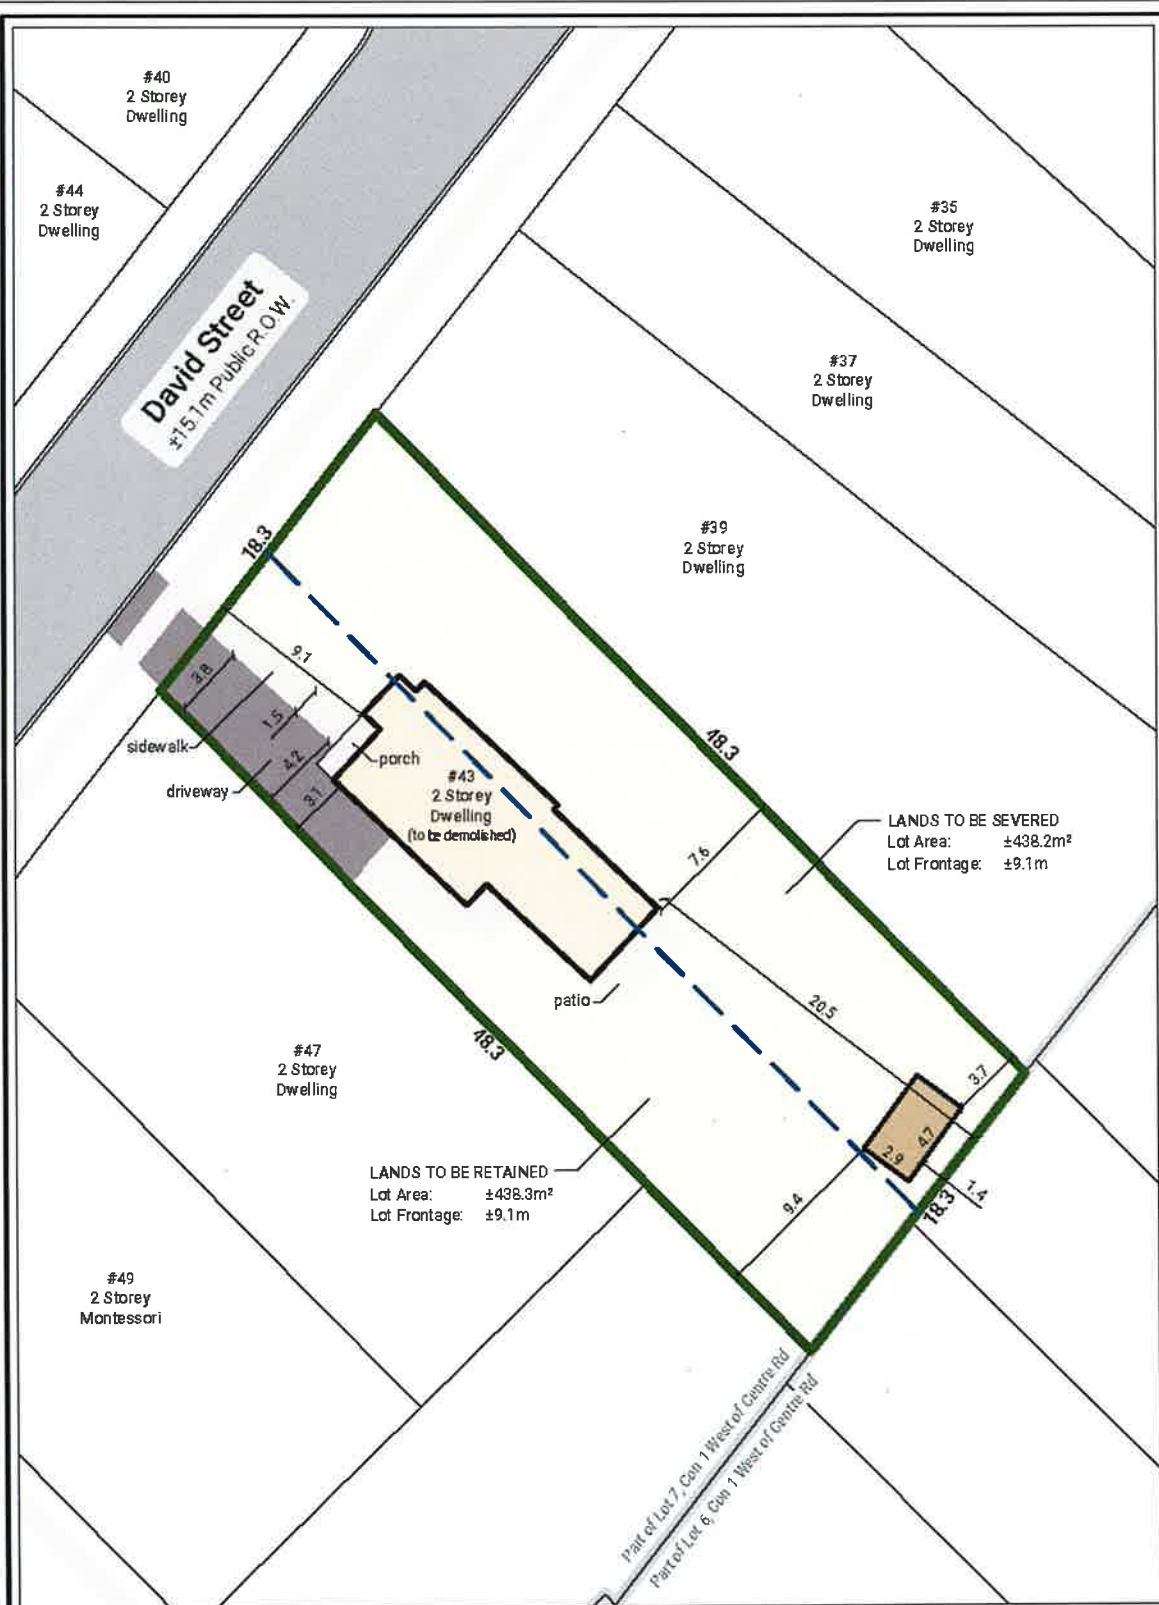 #40
2 Storey
Dwelling
#44
2 Storey
Dwelling
#35
2 Storey
Dwelling
David Street
±15.1m Public R.O.W.
#37
2 Storey
Dwelling
#39
2 Storey
Dwelling
18.3
9.1
3.8
1.5
sidewalk
4.2
porch
driveway
3.1
#43
2 Storey
Dwelling
(to be demolished)
48.3
7.6
LANDS TO BE SEVERED
Lot Area: ±438.2m²
Lot Frontage: ±9.1m
patio
20.5
48.3
#47
2 Storey
Dwelling
3.7
4.7
2.9
1.4
18.3
9.4
LANDS TO BE RETAINED
Lot Area: ±438.3m²
Lot Frontage: ±9.1m
#49
2 Storey
Montessori
Part of Lot 7, Con 1 West of Centre Rd
Part of Lot 6, Con 1 West of Centre Rd